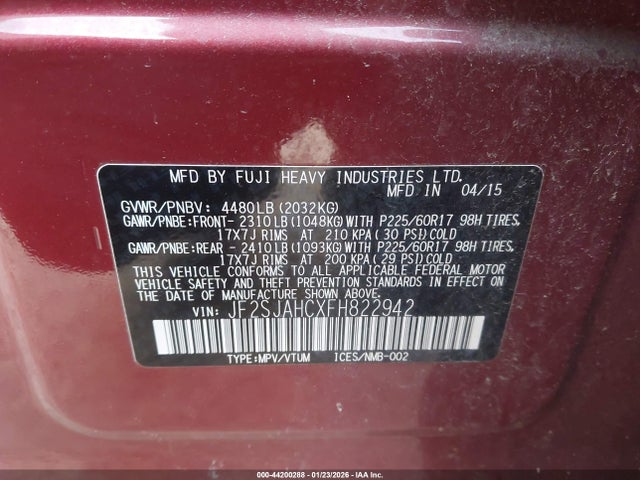 MFD BY FUJI HEAVY INDUSTRIES LTD.
MFD IN 04/15
GVWR/PNBV: 4480LB(2032KG)
GAWR/PNBE:FRONT-2310LB(1048KG)WITH P225/60R17 98H TIRES,
17X7J RIMS AT 210 KPA(30 PSI)COLD
GAWR/PNBE:REAR -2410LB(1093KG)WITH P225/60R17 98H TIRES,
17X7J RIMS AT 200 KPA(29 PSI)COLD
THIS VEHICLE CONFORMS TO ALL APPLICABLE FEDERAL MOTOR
VEHICLE SAFETY AND THEFT PREVENTION STANDARDS IN EFFECT
ON THE DATE OF MANUFACTURE SHOWN ABOVE.
VIN: JF2SJAHCXFH822942
TYPE:MPV/VTUM ICES/NMB-002
000-44200288 - 01/23/2026 - IAA Inc.